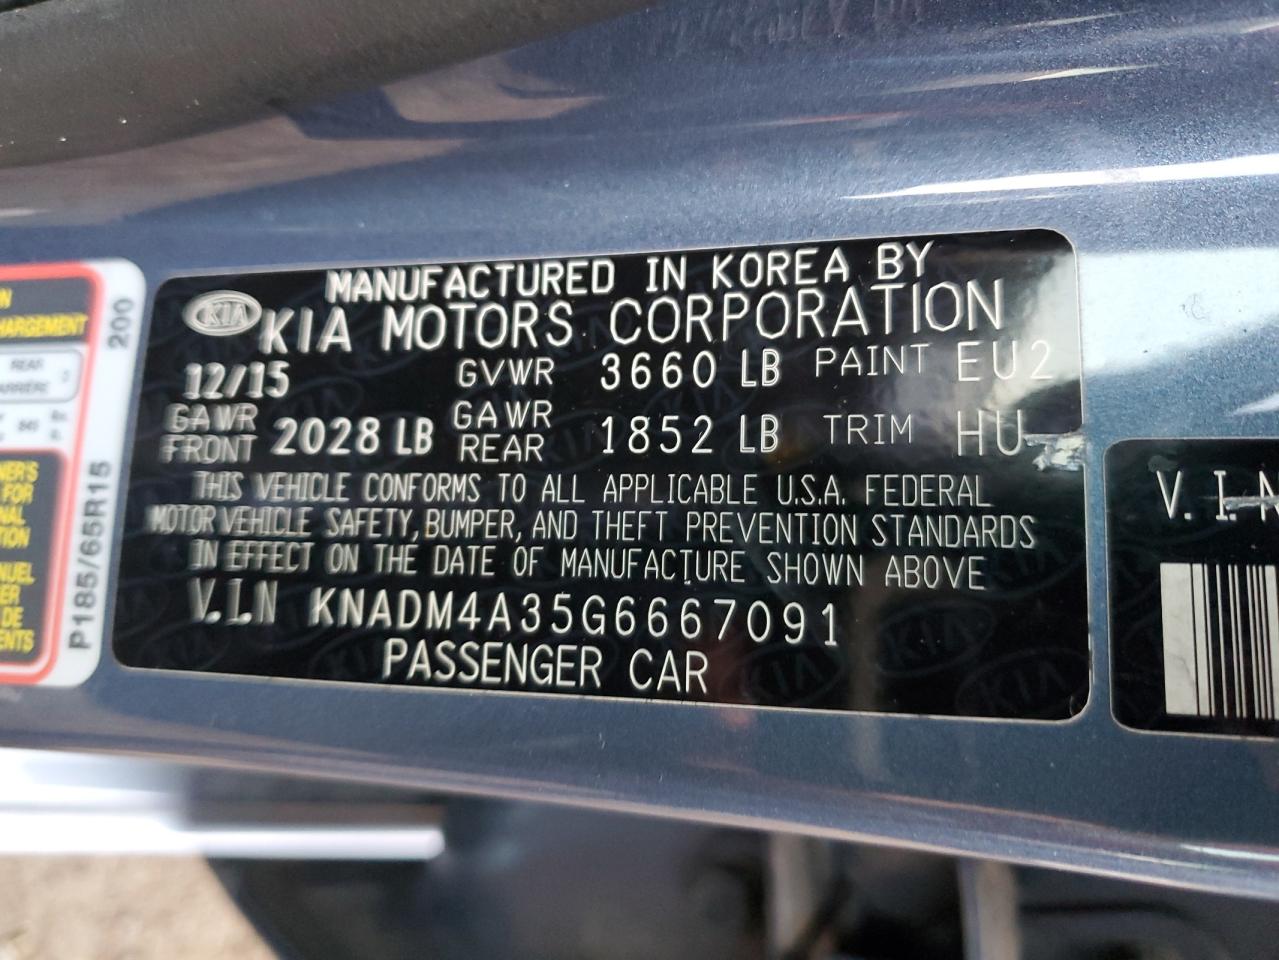 MANUFACTURED IN KOREA BY
KIA KIA MOTORS CORPORATION
12/15 GVWR 3660 LB PAINT EU2
GAWR FRONT 2028 LB GAWR REAR 1852 LB TRIM HU
THIS VEHICLE CONFORMS TO ALL APPLICABLE U.S.A. FEDERAL
MOTOR VEHICLE SAFETY, BUMPER, AND THEFT PREVENTION STANDARDS
IN EFFECT ON THE DATE OF MANUFACTURE SHOWN ABOVE
V.I.N KNADM4A35G6667091
PASSENGER CAR
V.I.N
CHARGEMENT
REAR
P185/65R15 200